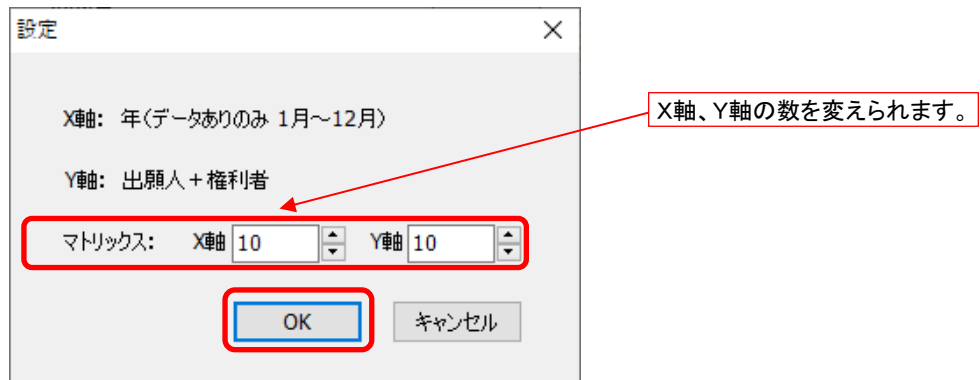 設定
X軸: 年(データありのみ 1月～12月)
X軸、Y軸の数を変えられます。
Y軸: 出願人+権利者
マトリックス: X軸 10 Y軸 10
OK キャンセル